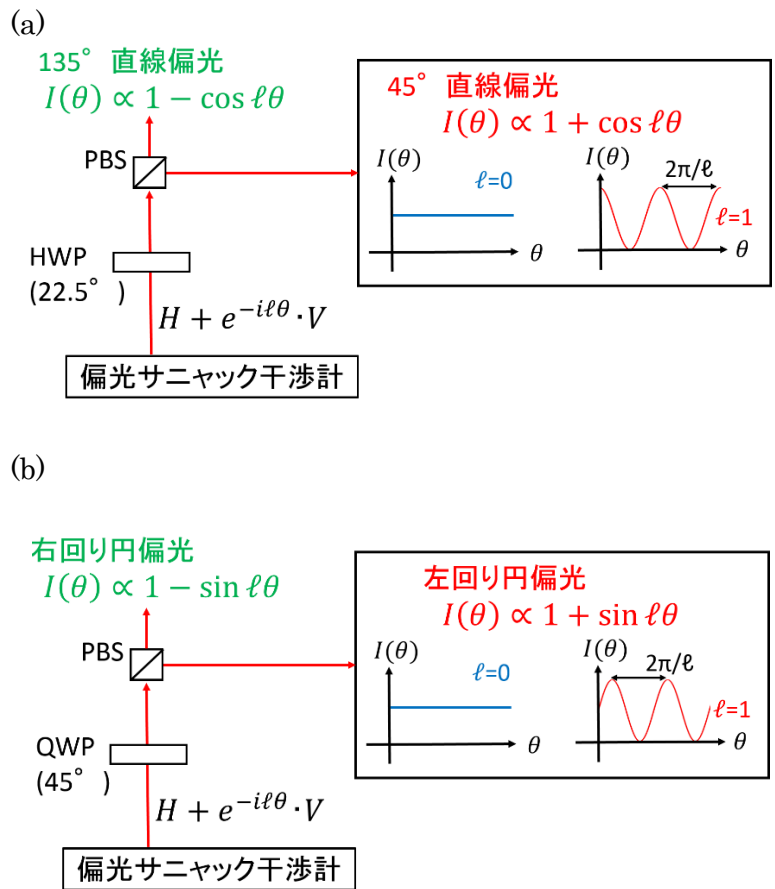 (a)
135° 直線偏光
I(θ) ∝ 1 − cos ℓθ
PBS
HWP
(22.5° )
H + e^{−iℓθ} · V
偏光サニャック干渉計
45° 直線偏光
I(θ) ∝ 1 + cos ℓθ
I(θ)
ℓ=0
θ
I(θ)
2π/ℓ
ℓ=1
θ
(b)
右回り円偏光
I(θ) ∝ 1 − sin ℓθ
PBS
QWP
(45° )
H + e^{−iℓθ} · V
偏光サニャック干渉計
左回り円偏光
I(θ) ∝ 1 + sin ℓθ
I(θ)
ℓ=0
θ
I(θ)
2π/ℓ
ℓ=1
θ